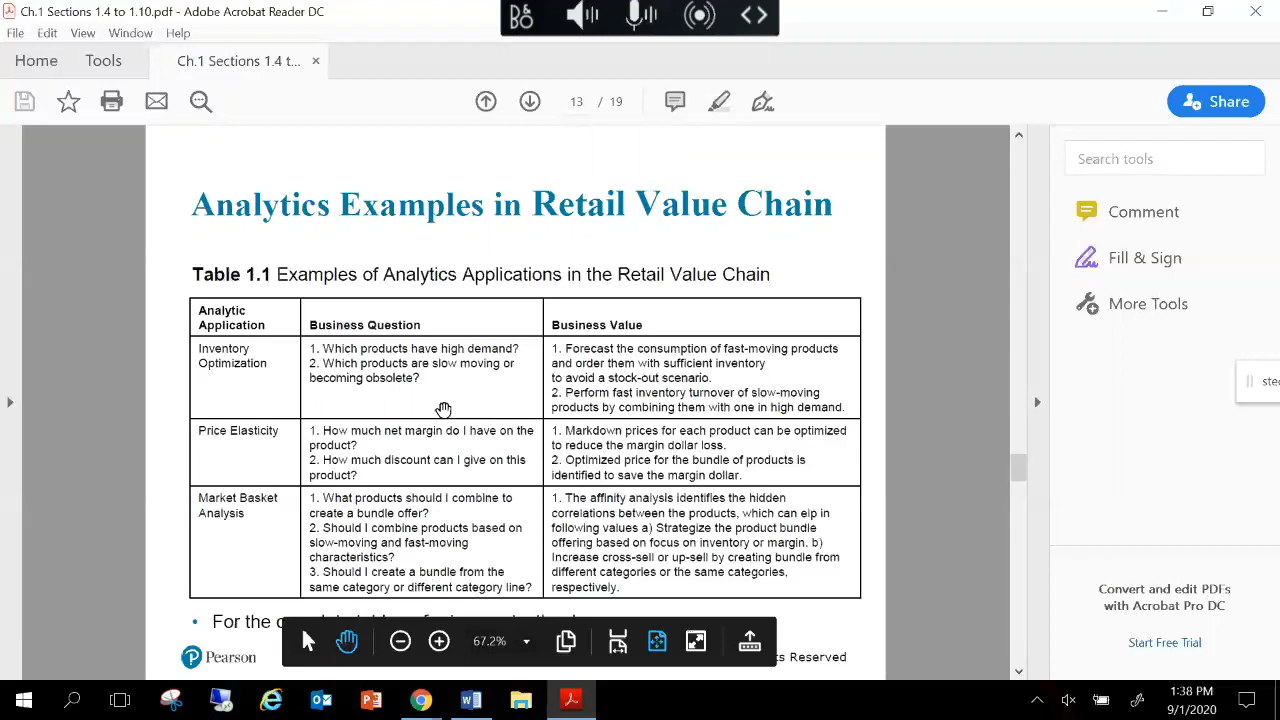 Ch.1 Sections 1.4 to 1.10.pdf - Adobe Acrobat Reader DC
File Edit View Window Help
Home Tools Ch.1 Sections 1.4 t... ×
13 / 19
Share
Search tools
Comment
Fill & Sign
More Tools
Analytics Examples in Retail Value Chain
Table 1.1 Examples of Analytics Applications in the Retail Value Chain
Analytic
Application
Business Question
Business Value
Inventory
Optimization
1. Which products have high demand?
2. Which products are slow moving or
becoming obsolete?
1. Forecast the consumption of fast-moving products
and order them with sufficient inventory
to avoid a stock-out scenario.
2. Perform fast inventory turnover of slow-moving
products by combining them with one in high demand.
Price Elasticity
1. How much net margin do I have on the
product?
2. How much discount can I give on this
product?
1. Markdown prices for each product can be optimized
to reduce the margin dollar loss.
2. Optimized price for the bundle of products is
identified to save the margin dollar.
Market Basket
Analysis
1. What products should I combine to
create a bundle offer?
2. Should I combine products based on
slow-moving and fast-moving
characteristics?
3. Should I create a bundle from the
same category or different category line?
1. The affinity analysis identifies the hidden
correlations between the products, which can eip in
following values a) Strategize the product bundle
offering based on focus on inventory or margin. b)
Increase cross-sell or up-sell by creating bundle from
different categories or the same categories,
respectively.
• For the
67.2%
Pearson
Reserved
stec
Convert and edit PDFs
with Acrobat Pro DC
Start Free Trial
1:38 PM
9/1/2020